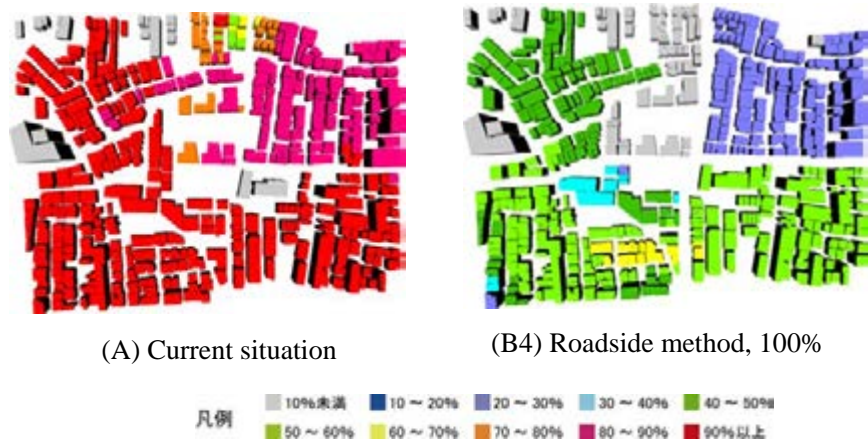 (A) Current situation
(B4) Roadside method, 100%
凡例
10%未満 10～20% 20～30% 30～40% 40～50%
50～60% 60～70% 70～80% 80～90% 90%以上